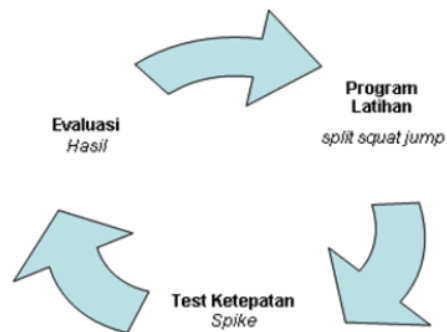 Evaluasi
Hasil
Program
Latihan
split squat jump
Test Ketepatan
Spike